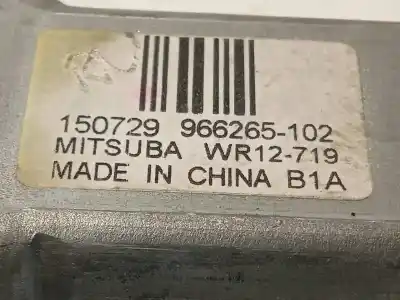 150729 966265-102
MITSUBA WR12-719
MADE IN CHINA B1A